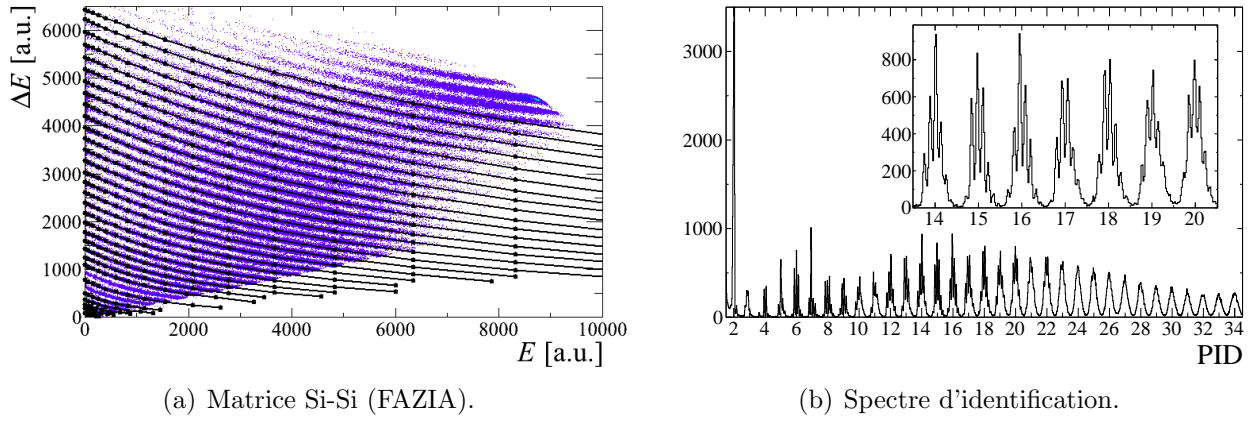 ΔE [a.u.]
6000
5000
4000
3000
2000
1000
0
0 2000 4000 6000 8000 10000
E [a.u.]
(a) Matrice Si-Si (FAZIA).
3000
2000
1000
0
2 4 6 8 10 12 14 16 18 20 22 24 26 28 30 32 34
PID
800
600
400
200
0
14 15 16 17 18 19 20
(b) Spectre d'identification.